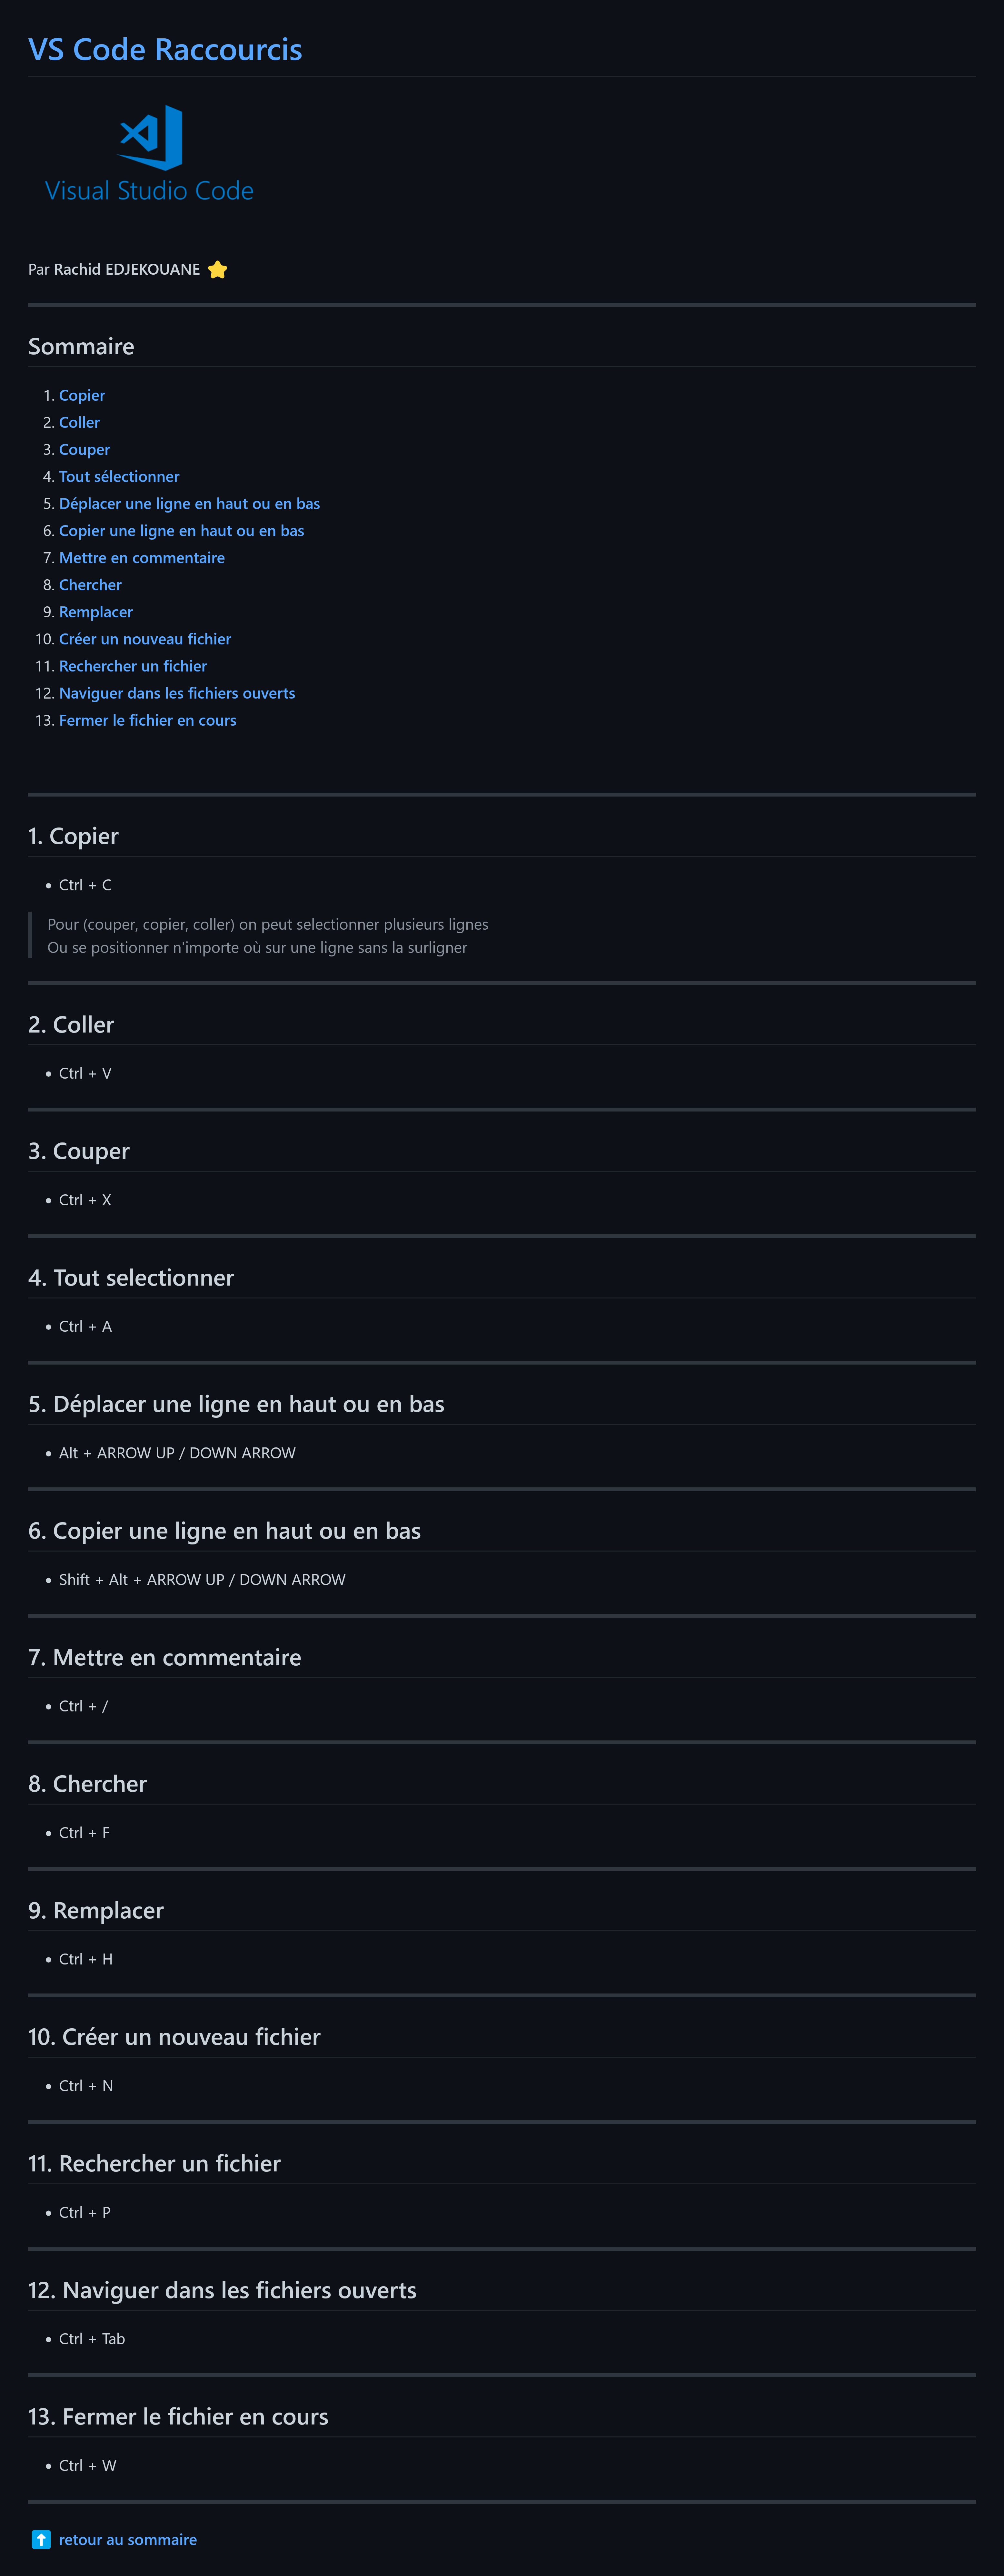 VS Code Raccourcis
Visual Studio Code
Par Rachid EDJEKOUANE
Sommaire
1. Copier
2. Coller
3. Couper
4. Tout sélectionner
5. Déplacer une ligne en haut ou en bas
6. Copier une ligne en haut ou en bas
7. Mettre en commentaire
8. Chercher
9. Remplacer
10. Créer un nouveau fichier
11. Rechercher un fichier
12. Naviguer dans les fichiers ouverts
13. Fermer le fichier en cours
1. Copier
• Ctrl + C
Pour (couper, copier, coller) on peut selectionner plusieurs lignes
Ou se positionner n'importe où sur une ligne sans la surligner
2. Coller
• Ctrl + V
3. Couper
• Ctrl + X
4. Tout selectionner
• Ctrl + A
5. Déplacer une ligne en haut ou en bas
• Alt + ARROW UP / DOWN ARROW
6. Copier une ligne en haut ou en bas
• Shift + Alt + ARROW UP / DOWN ARROW
7. Mettre en commentaire
• Ctrl + /
8. Chercher
• Ctrl + F
9. Remplacer
• Ctrl + H
10. Créer un nouveau fichier
• Ctrl + N
11. Rechercher un fichier
• Ctrl + P
12. Naviguer dans les fichiers ouverts
• Ctrl + Tab
13. Fermer le fichier en cours
• Ctrl + W
retour au sommaire